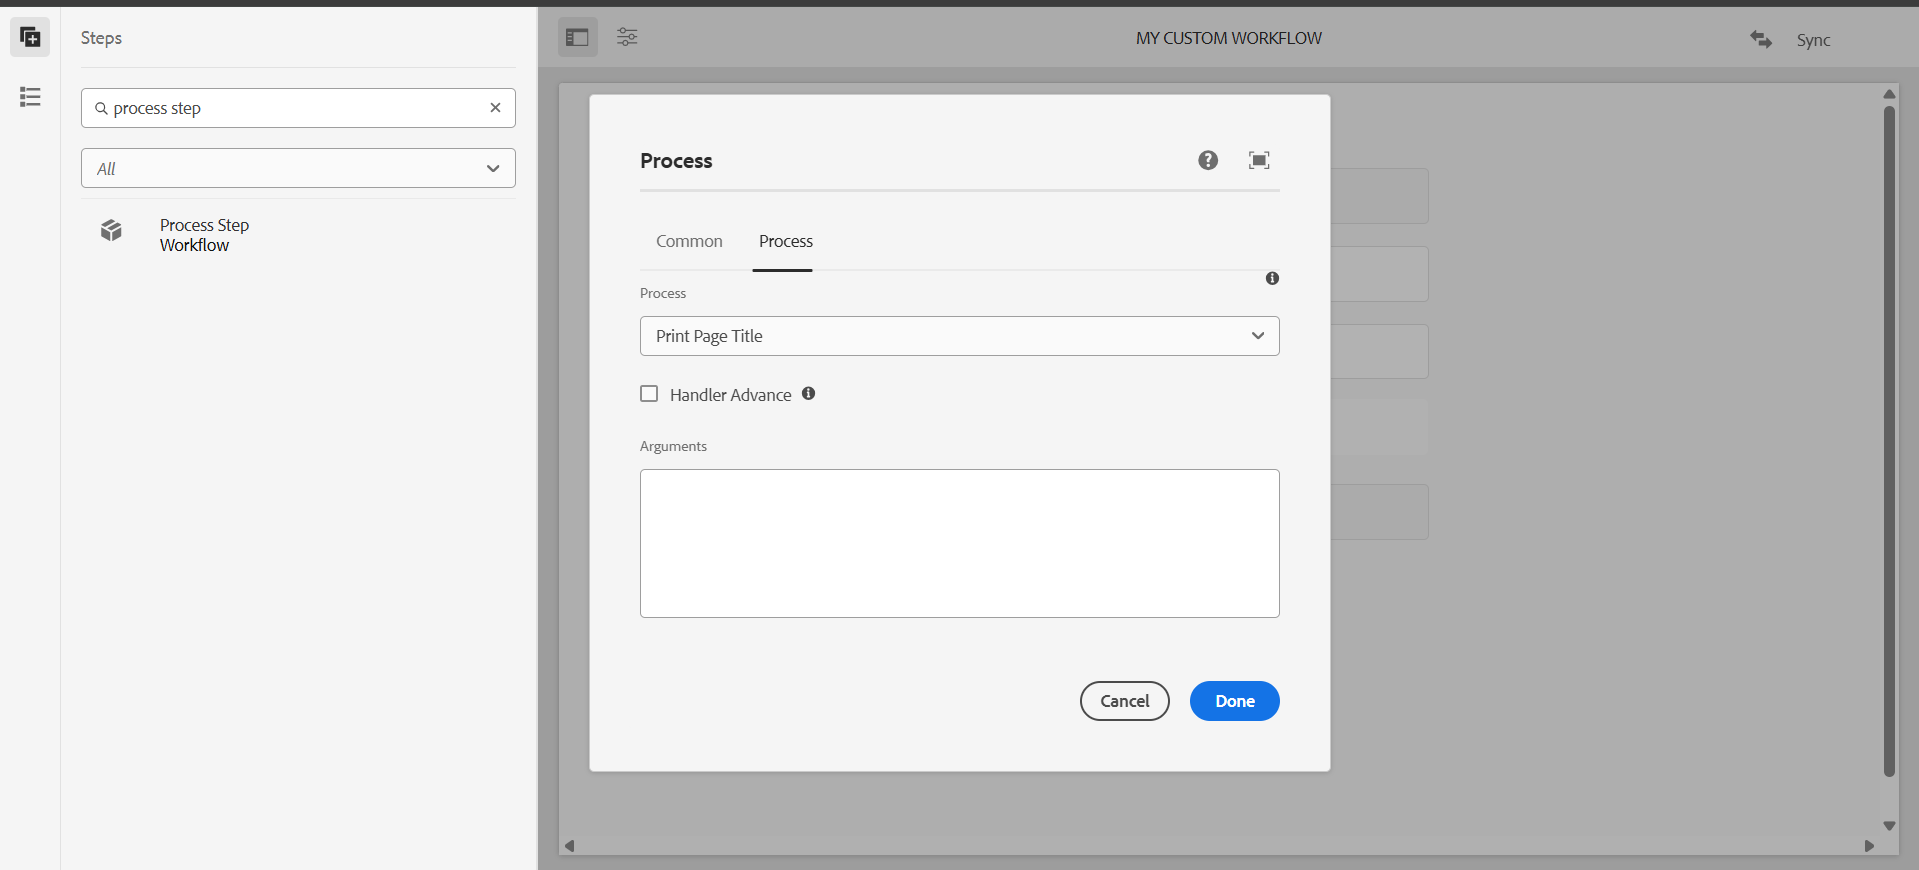 Steps
process step
All
Process Step
Workflow
MY CUSTOM WORKFLOW
Sync
Process
Common
Process
Process
Print Page Title
Handler Advance
Arguments
Cancel
Done